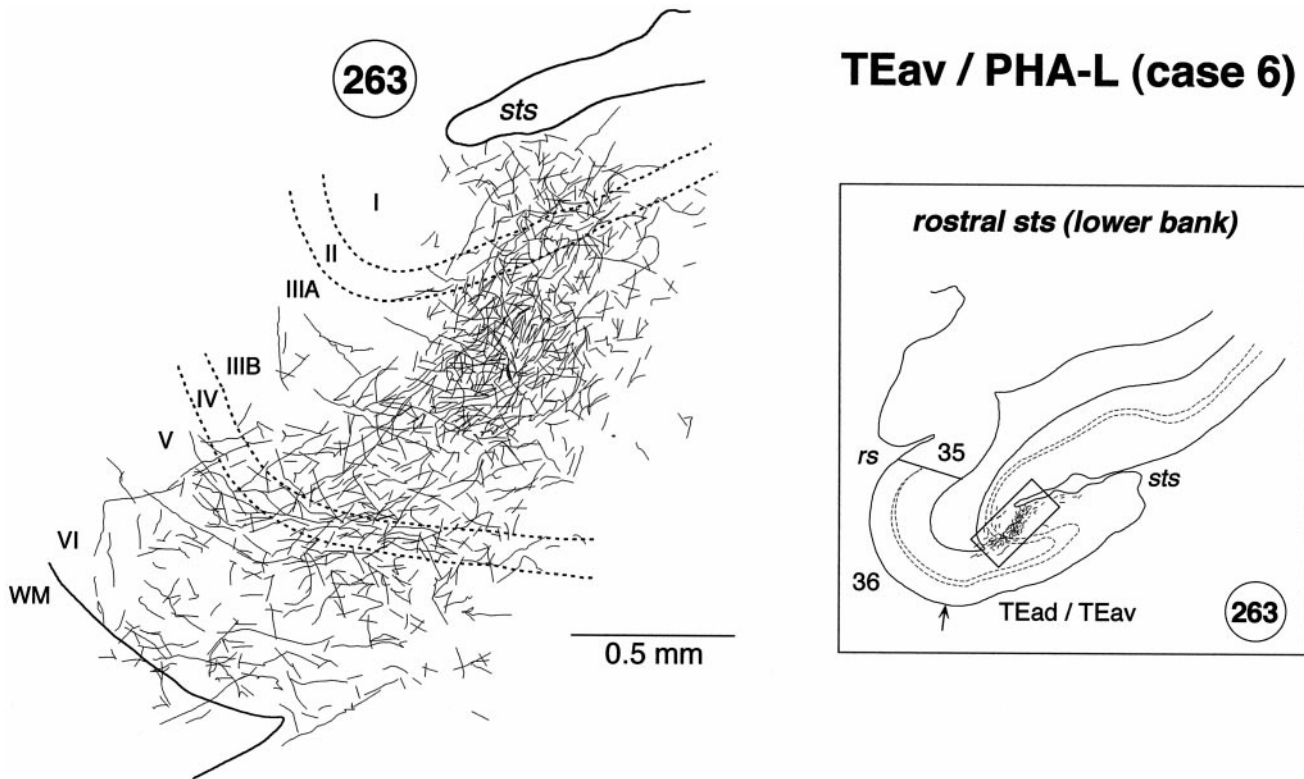 263
sts
I
II
IIIA
IIIB
IV
V
VI
WM
0.5 mm
TEav / PHA-L (case 6)
rostral sts (lower bank)
rs
35
sts
36
TEad / TEav
263